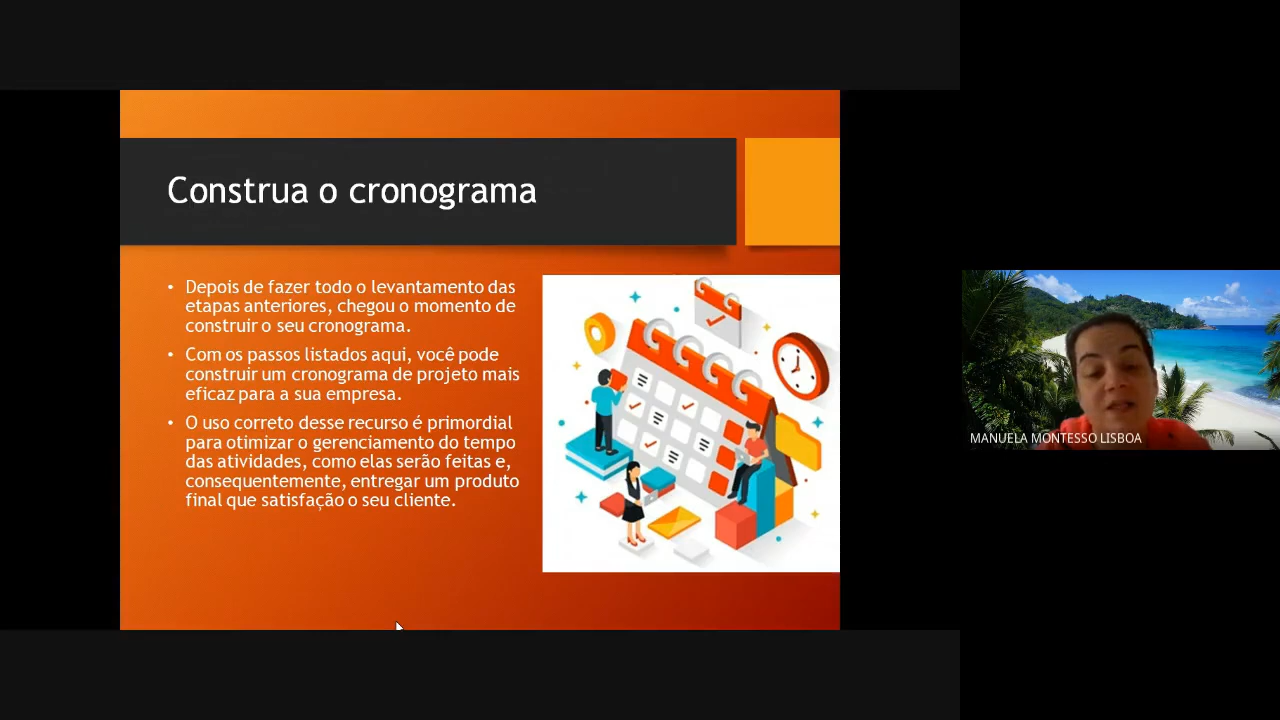 Construa o cronograma
• Depois de fazer todo o levantamento das
etapas anteriores, chegou o momento de
construir o seu cronograma.
• Com os passos listados aqui, você pode
construir um cronograma de projeto mais
eficaz para a sua empresa.
• O uso correto desse recurso é primordial
para otimizar o gerenciamento do tempo
das atividades, como elas serão feitas e,
consequentemente, entregar um produto
final que satisfação o seu cliente.
MANUELA MONTESSO LISBOA